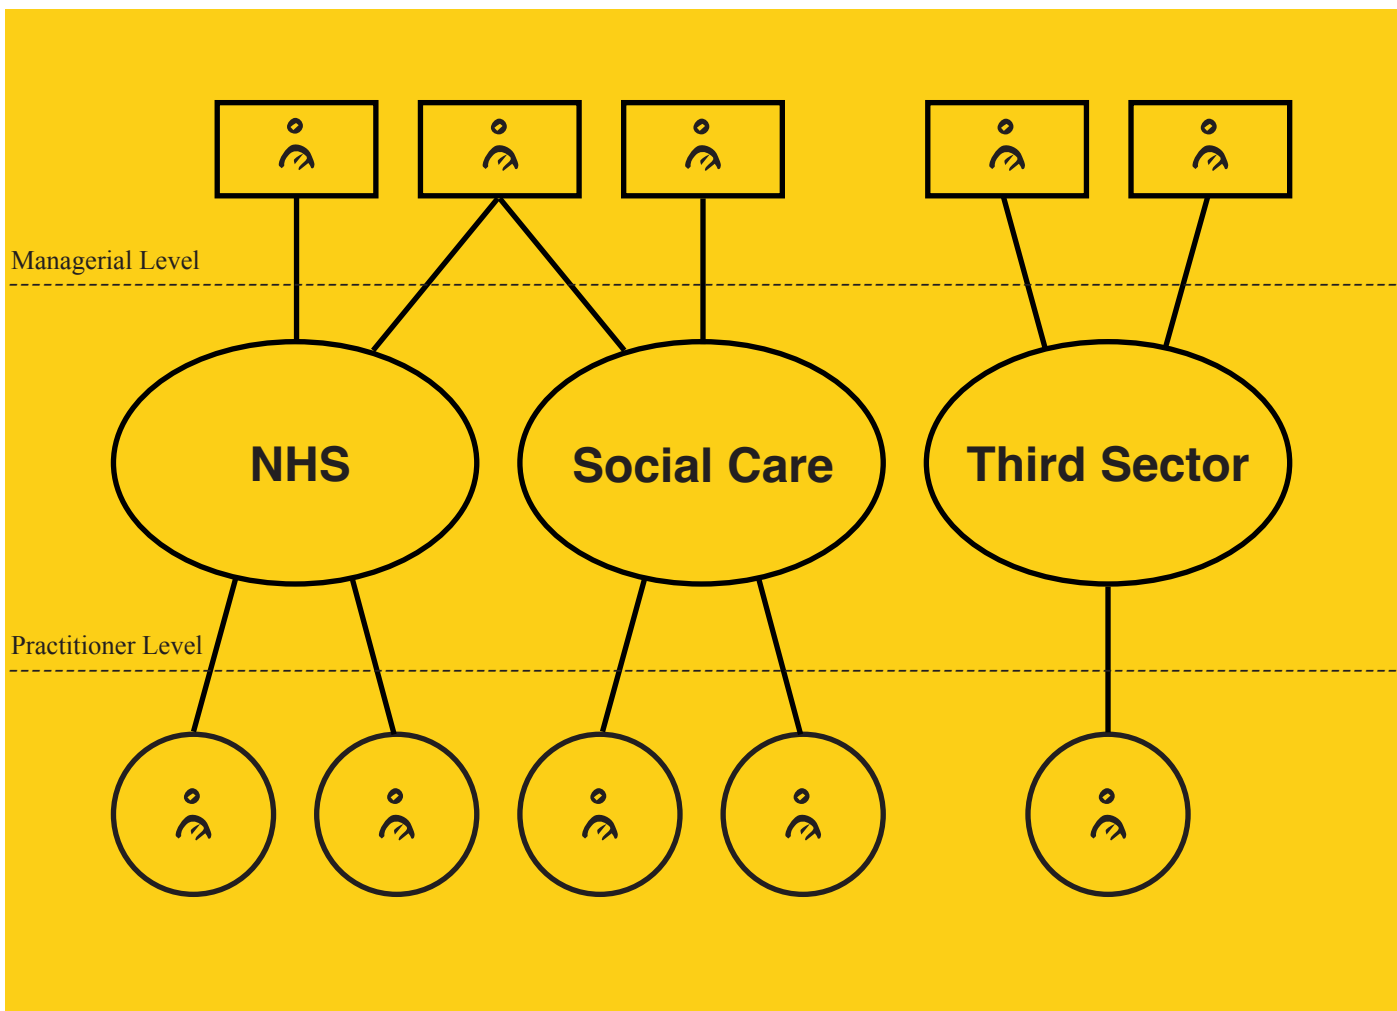 Managerial Level
NHS
Social Care
Third Sector
Practitioner Level